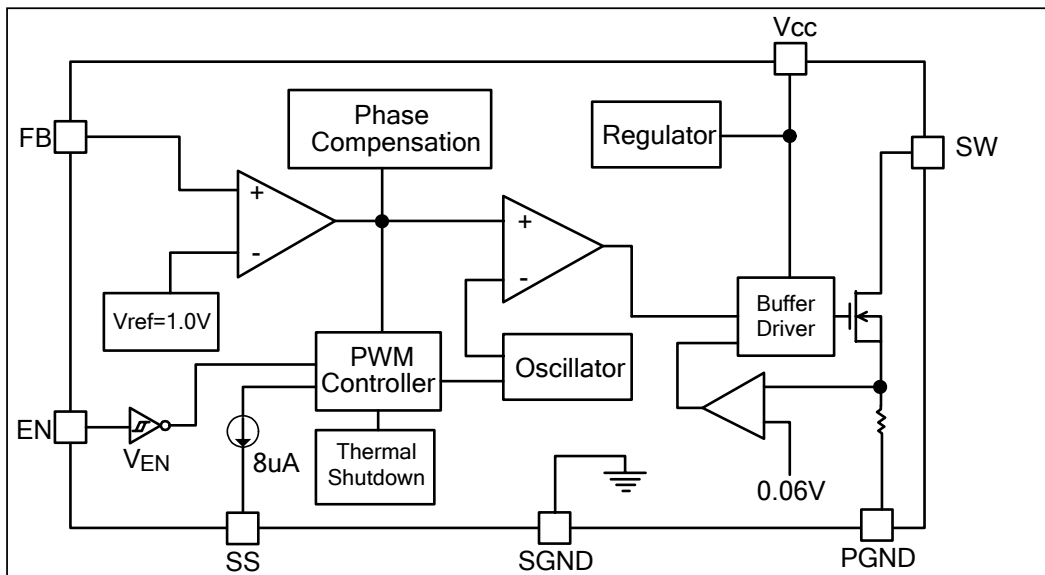 Vcc
Phase
Compensation
Regulator
FB
SW
+
-
+
-
Vref=1.0V
Buffer
Driver
PWM
Controller
Oscillator
EN
VEN
8uA
Thermal
Shutdown
0.06V
SS
SGND
PGND